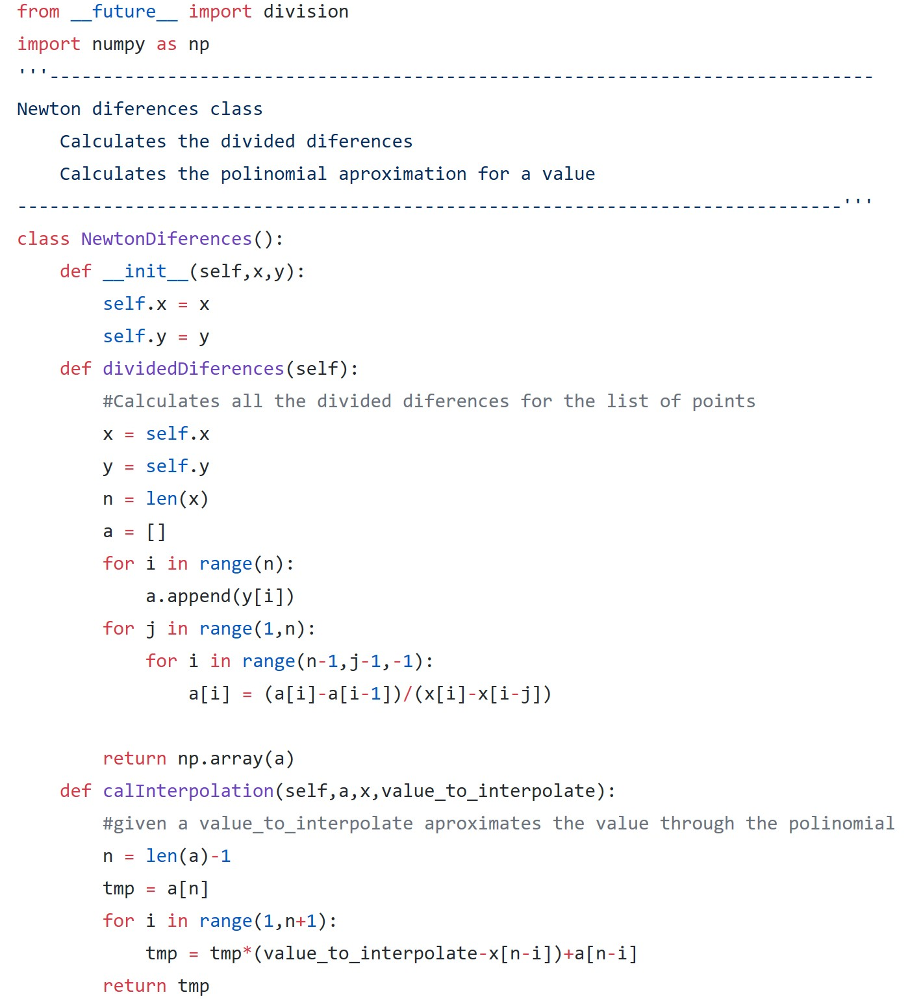 from __future__ import division
import numpy as np
'''-----------------------------------------------------------------------------
Newton diferences class
    Calculates the divided diferences
    Calculates the polinomial aproximation for a value
-----------------------------------------------------------------------------'''
class NewtonDiferences():
    def __init__(self,x,y):
        self.x = x
        self.y = y
    def dividedDiferences(self):
        #Calculates all the divided diferences for the list of points
        x = self.x
        y = self.y
        n = len(x)
        a = []
        for i in range(n):
            a.append(y[i])
        for j in range(1,n):
            for i in range(n-1,j-1,-1):
                a[i] = (a[i]-a[i-1])/(x[i]-x[i-j])

        return np.array(a)
    def calInterpolation(self,a,x,value_to_interpolate):
        #given a value_to_interpolate aproximates the value through the polinomial
        n = len(a)-1
        tmp = a[n]
        for i in range(1,n+1):
            tmp = tmp*(value_to_interpolate-x[n-i])+a[n-i]
        return tmp